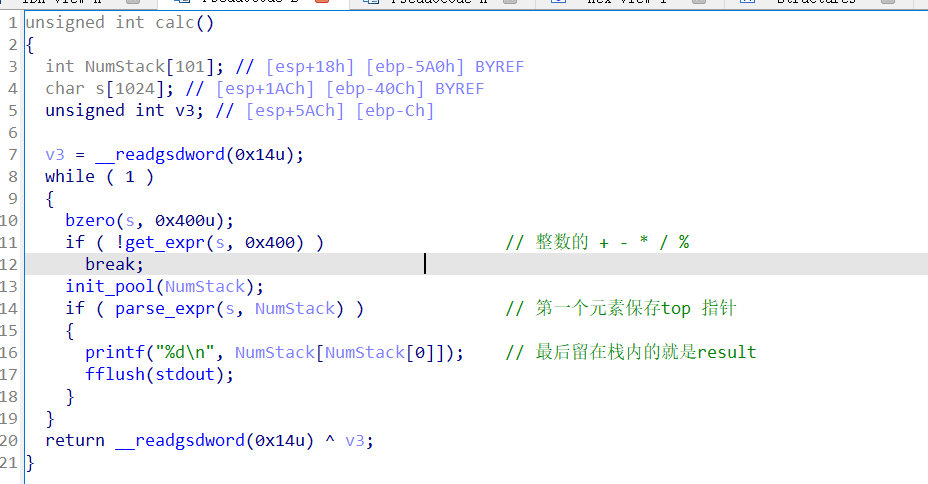 1 unsigned int calc()
2 {
3   int NumStack[101]; // [esp+18h] [ebp-5A0h] BYREF
4   char s[1024]; // [esp+1ACh] [ebp-40Ch] BYREF
5   unsigned int v3; // [esp+5ACh] [ebp-Ch]
6
7   v3 = __readgsdword(0x14u);
8   while ( 1 )
9   {
10     bzero(s, 0x400u);
11     if ( !get_expr(s, 0x400) )                // 整数的 + - * / %
12       break;
13     init_pool(NumStack);
14     if ( parse_expr(s, NumStack) )              // 第一个元素保存top 指针
15     {
16       printf("%d\n", NumStack[NumStack[0]]);    // 最后留在栈内的就是result
17       fflush(stdout);
18     }
19   }
20   return __readgsdword(0x14u) ^ v3;
21 }